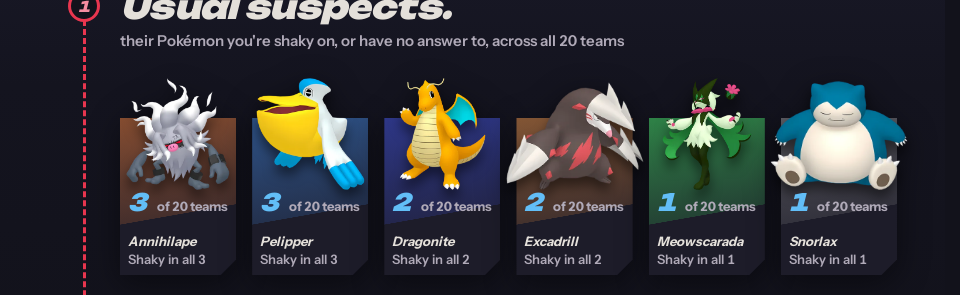 1
Usual suspects.
their Pokémon you're shaky on, or have no answer to, across all 20 teams
3 of 20 teams
Annihilape
Shaky in all 3
3 of 20 teams
Pelipper
Shaky in all 3
2 of 20 teams
Dragonite
Shaky in all 2
2 of 20 teams
Excadrill
Shaky in all 2
1 of 20 teams
Meowscarada
Shaky in all 1
1 of 20 teams
Snorlax
Shaky in all 1